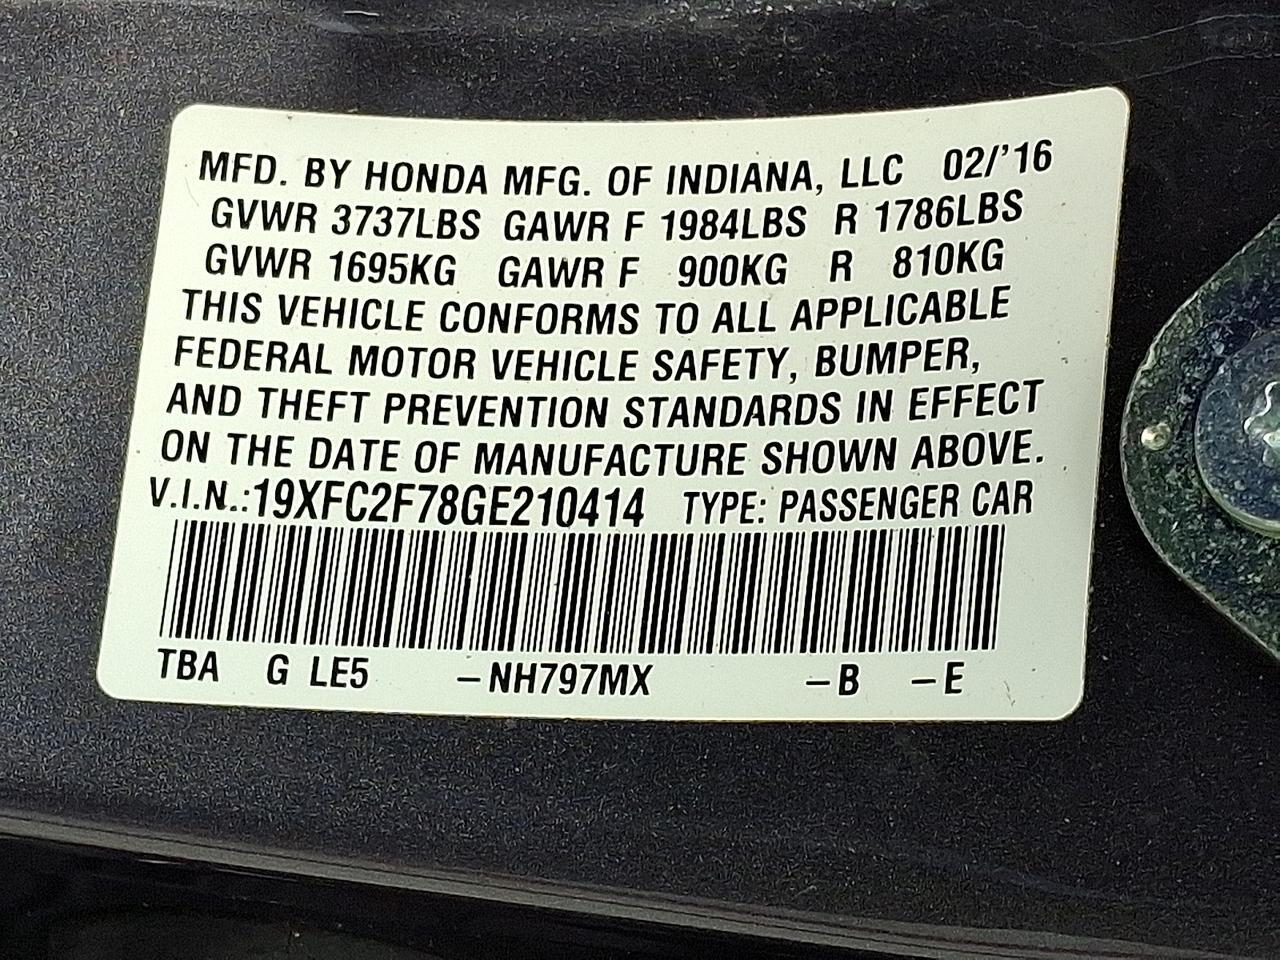 MFD. BY HONDA MFG. OF INDIANA, LLC 02/'16
GVWR 3737LBS GAWR F 1984LBS R 1786LBS
GVWR 1695KG GAWR F 900KG R 810KG
THIS VEHICLE CONFORMS TO ALL APPLICABLE
FEDERAL MOTOR VEHICLE SAFETY, BUMPER,
AND THEFT PREVENTION STANDARDS IN EFFECT
ON THE DATE OF MANUFACTURE SHOWN ABOVE.
V.I.N.:19XFC2F78GE210414 TYPE: PASSENGER CAR
TBA G LE5 –NH797MX –B –E